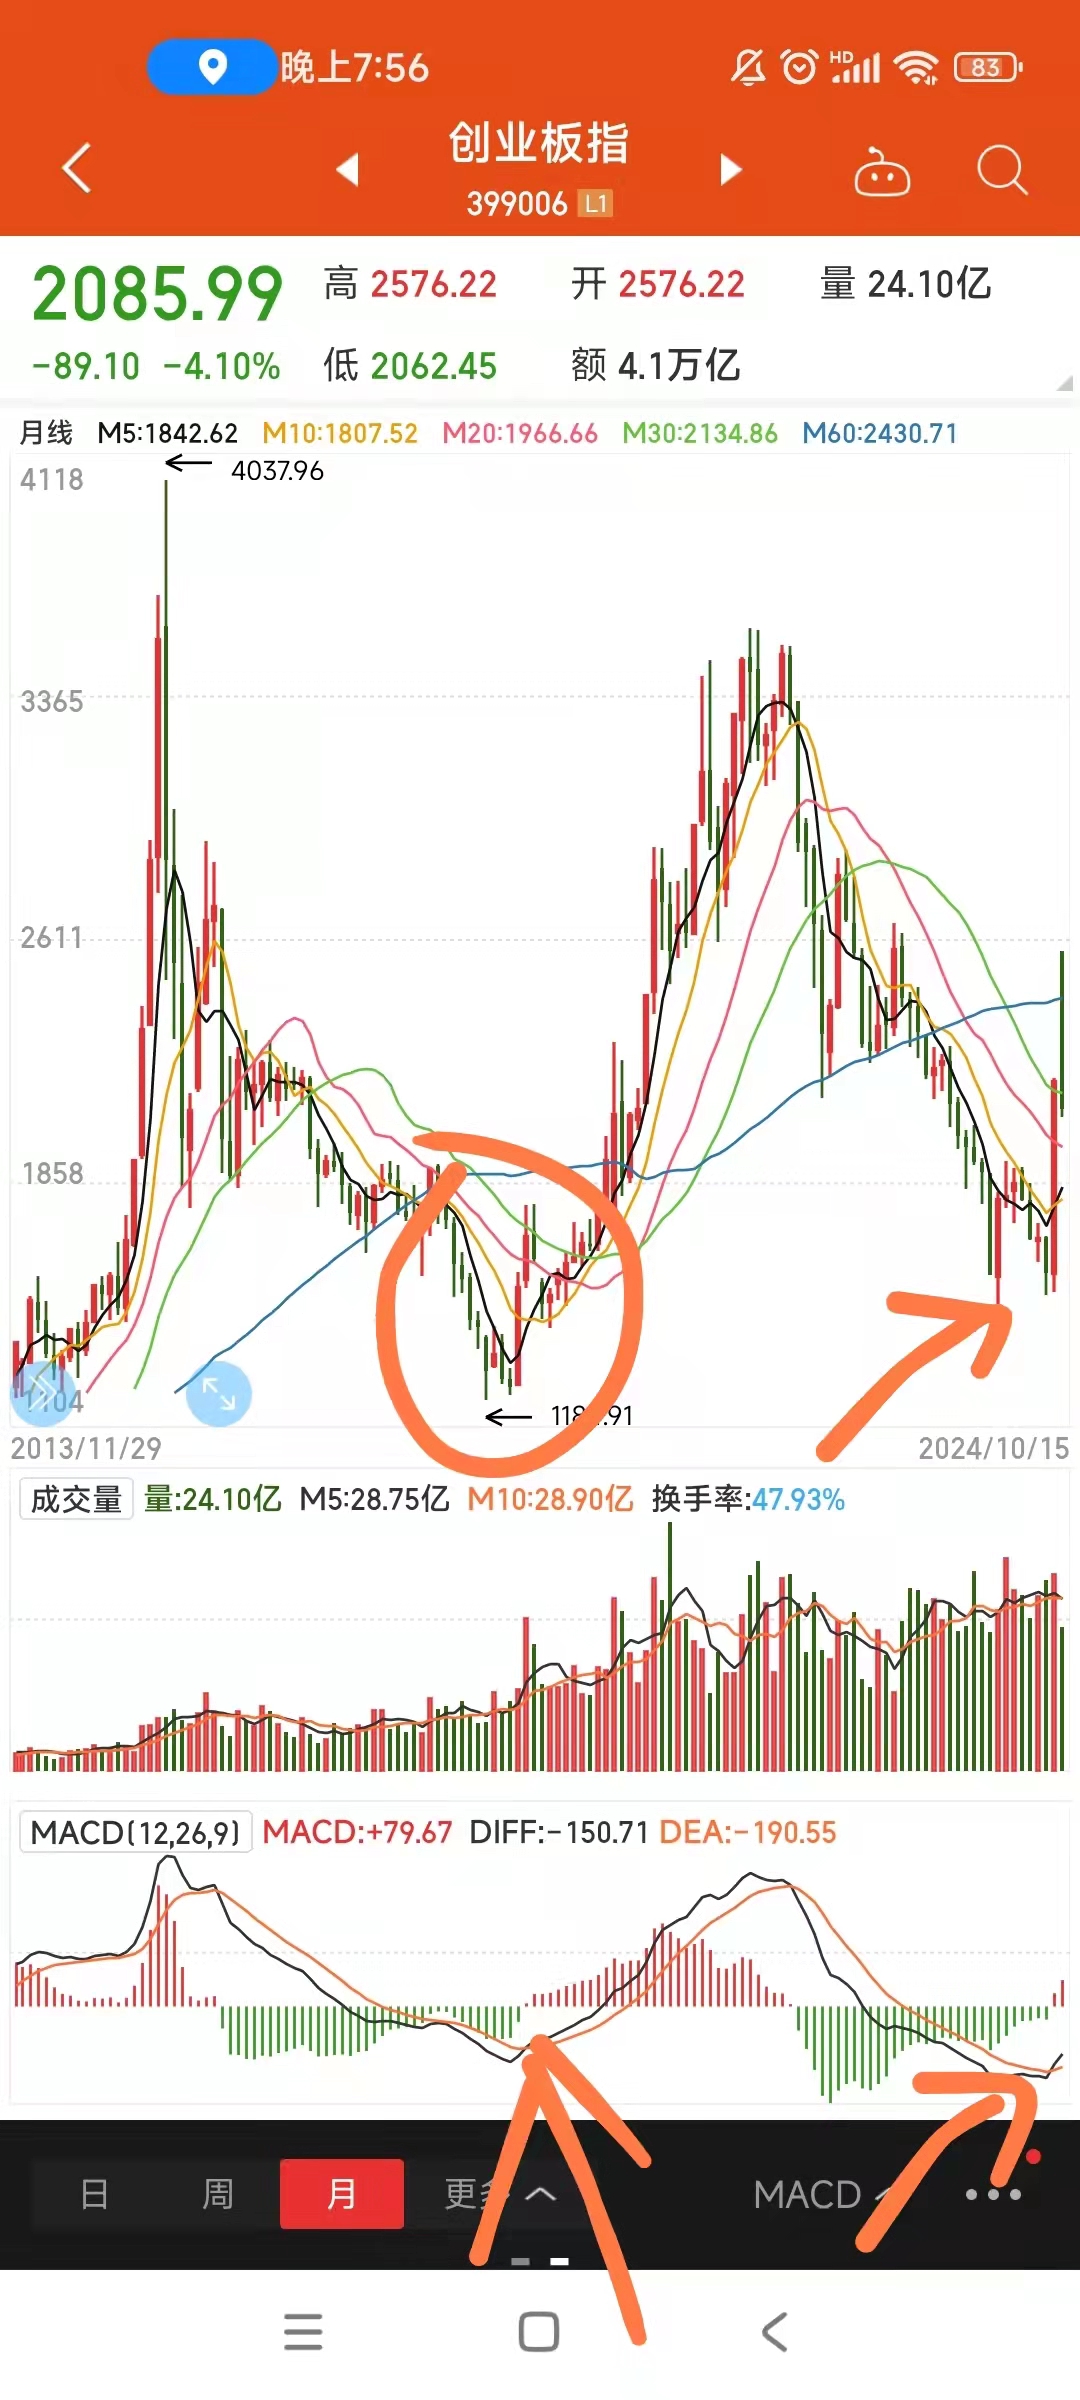 晚上7:56 HD 83
创业板指
399006 L1
2085.99 高 2576.22 开 2576.22 量 24.10亿
-89.10 -4.10% 低 2062.45 额 4.1万亿
月线 M5:1842.62 M10:1807.52 M20:1966.66 M30:2134.86 M60:2430.71
4118
4037.96
3365
2611
1858
1104
2013/11/29 2024/10/15
成交量 量:24.10亿 M5:28.75亿 M10:28.90亿 换手率:47.93%
MACD(12,26,9) MACD:+79.67 DIFF:-150.71 DEA:-190.55
日 周 月 更多 MACD